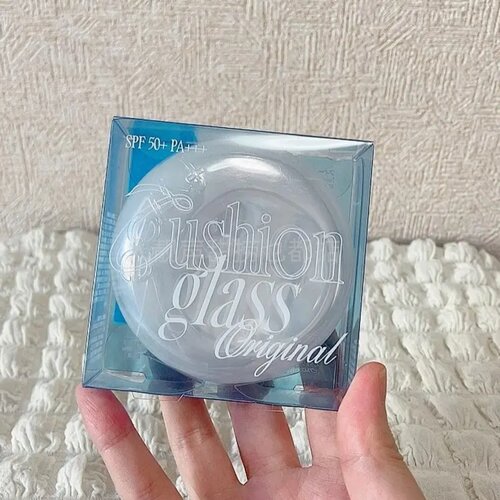 SPF 50+ PA+++
Cushion
glass
Original